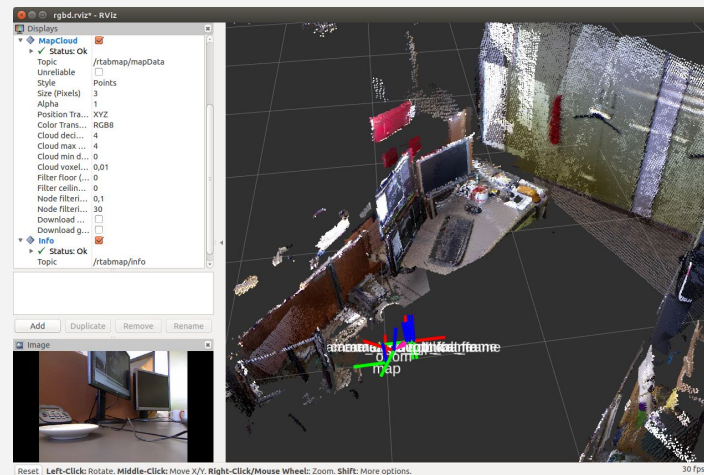 rgbd.rviz* - RViz
Displays
MapCloud
Status: Ok
Topic /rtabmap/mapData
Unreliable
Style Points
Size (Pixels) 3
Alpha 1
Position Tra... XYZ
Color Trans... RGB8
Cloud deci... 4
Cloud max ... 4
Cloud min d... 0
Cloud voxel... 0,01
Filter floor (... 0
Filter ceilin... 0
Node filteri... 0,1
Node filteri... 30
Download ...
Download g...
Info
Status: Ok
Topic /rtabmap/info
Add Duplicate Remove Rename
Image
frame
odom
map
Reset Left-Click: Rotate. Middle-Click: Move X/Y. Right-Click/Mouse Wheel:: Zoom. Shift: More options. 30 fps